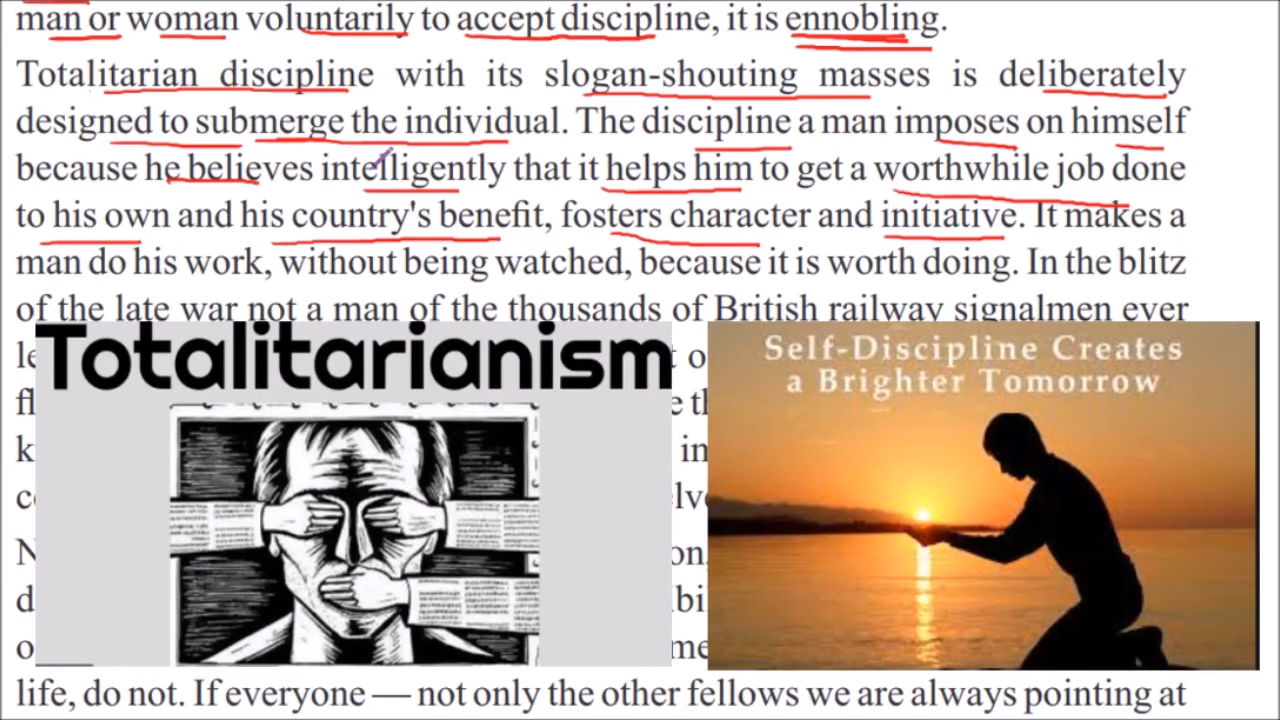 man or woman voluntarily to accept discipline, it is ennobling.
Totalitarian discipline with its slogan-shouting masses is deliberately
designed to submerge the individual. The discipline a man imposes on himself
because he believes intelligently that it helps him to get a worthwhile job done
to his own and his country's benefit, fosters character and initiative. It makes a
man do his work, without being watched, because it is worth doing. In the blitz
of the late war not a man of the thousands of British railway signalmen ever
Totalitarianism
Self-Discipline Creates
a Brighter Tomorrow
life, do not. If everyone — not only the other fellows we are always pointing at